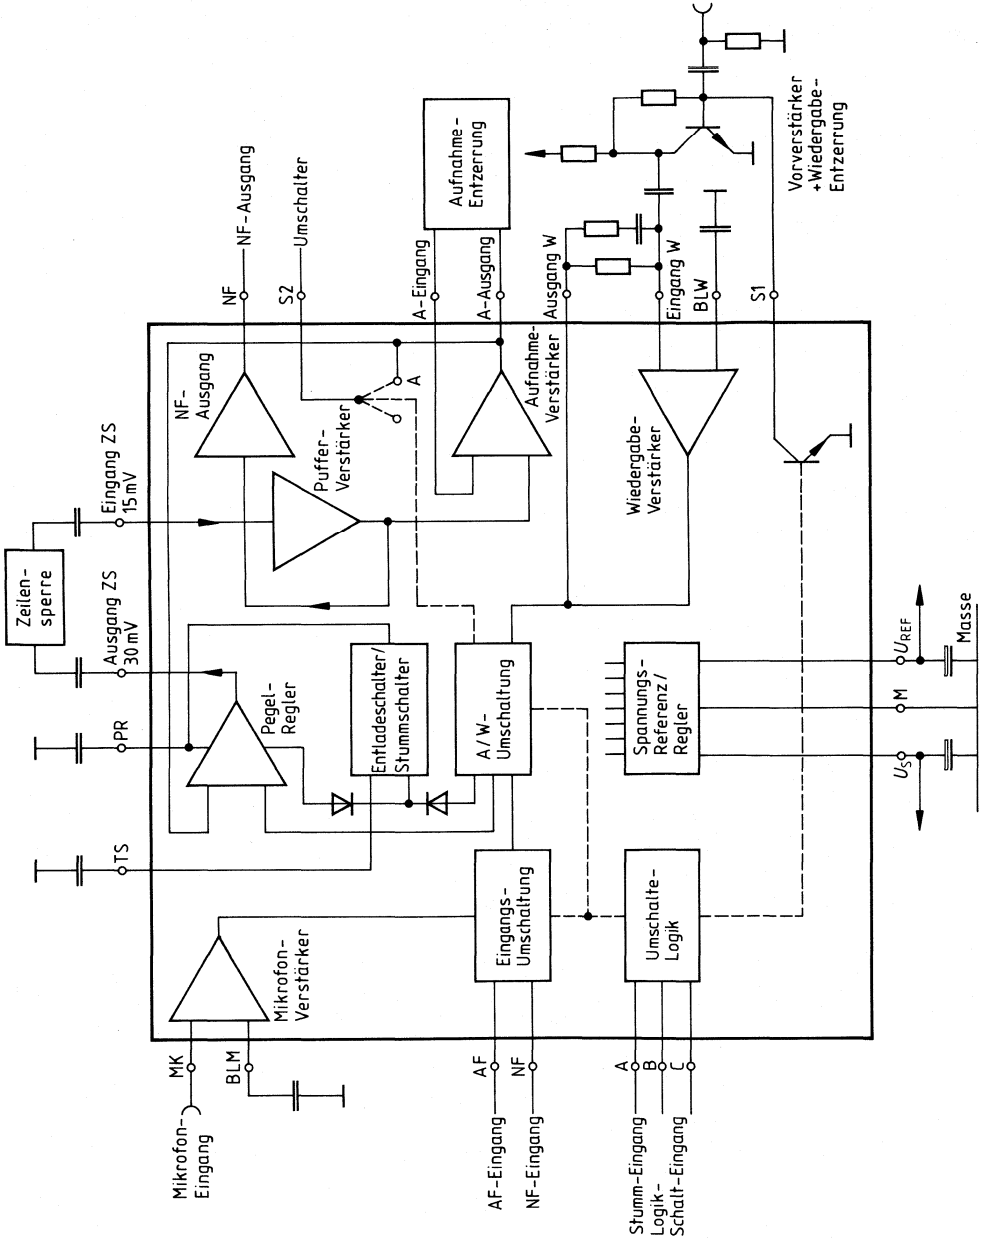 Mikrofon-
Eingang
MK
BLM
Mikrofon-
Verstärker
TS
PR
Pegel-
Regler
Ausgang ZS
30 mV
Zeilen-
sperre
Eingang ZS
15 mV
Puffer-
Verstärker
NF-
Ausgang
NF
NF-Ausgang
S2
Umschalter
A
A-Eingang
A-Ausgang
Aufnahme-
Entzerrung
Aufnahme-
Verstärker
Entladeschalter/
Stummschalter
A/W-
Umschaltung
AF-Eingang
AF
NF-Eingang
NF
Eingangs-
Umschaltung
Ausgang W
Eingang W
BLW
Wiedergabe-
Verstärker
S1
Vorverstärker
+Wiedergabe-
Entzerrung
Stumm-Eingang
A
Logik-
B
Schalt-Eingang
C
Umschalte-
Logik
Spannungs-
Referenz/
Regler
US
M
UREF
Masse